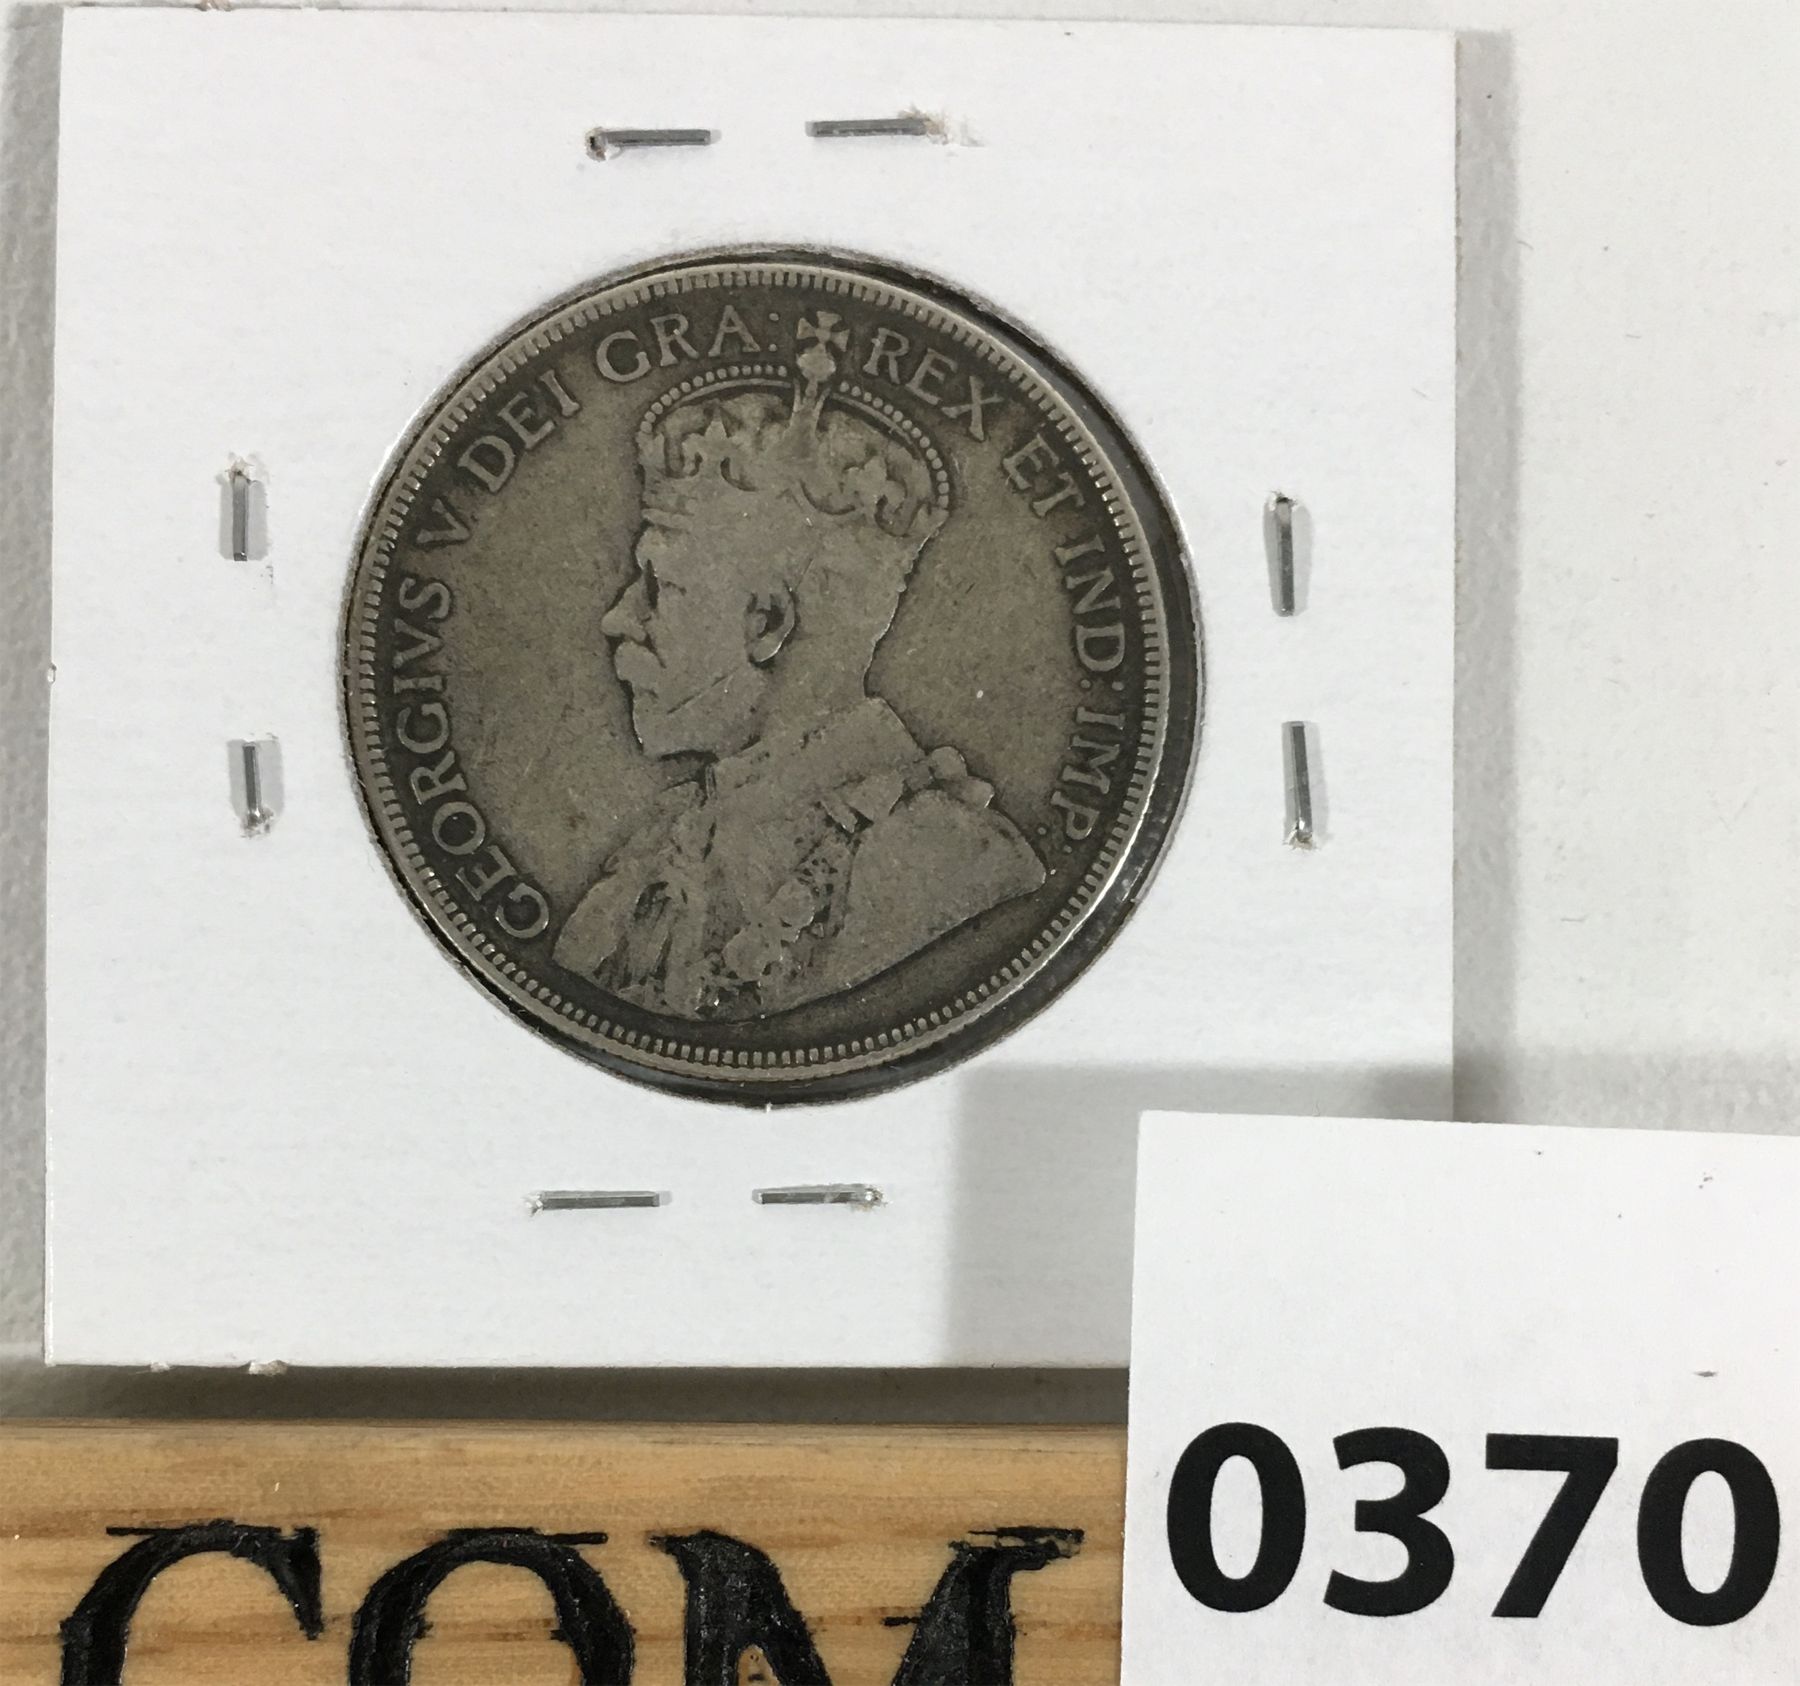 GEORGIVS V DEI GRA: REX ET IND: IMP:
0370
COM